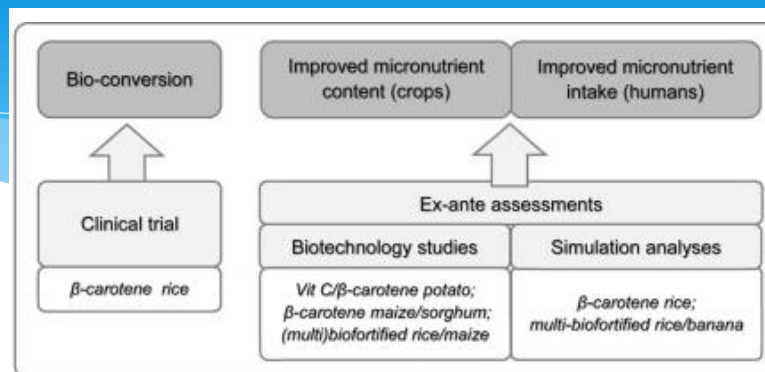 Bio-conversion
Improved micronutrient
content (crops)
Improved micronutrient
intake (humans)
Clinical trial
β-carotene rice
Ex-ante assessments
Biotechnology studies
Simulation analyses
Vit C/β-carotene potato;
β-carotene maize/sorghum;
(multi)biofortified rice/maize
β-carotene rice;
multi-biofortified rice/banana